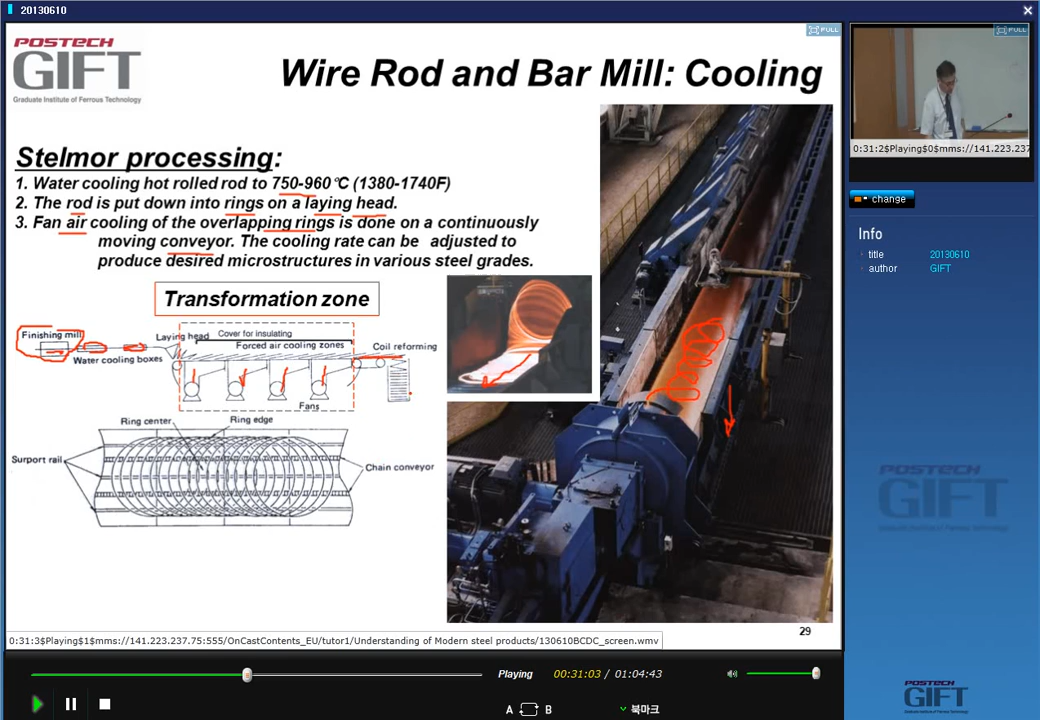 20130610
FULL
FULL
POSTECH
GIFT
Graduate Institute of Ferrous Technology
Wire Rod and Bar Mill: Cooling
0:31:2$Playing$0$mms://141.223.237
change
Info
title 20130610
author GIFT
Stelmor processing:
1. Water cooling hot rolled rod to 750-960°C (1380-1740F)
2. The rod is put down into rings on a laying head.
3. Fan air cooling of the overlapping rings is done on a continuously
moving conveyor. The cooling rate can be adjusted to
produce desired microstructures in various steel grades.
Transformation zone
Finishing mill
Laying head
Cover for insulating
Forced air cooling zones
Coil reforming
Water cooling boxes
Fans
Ring center
Ring edge
Surport rail
Chain conveyor
29
0:31:3$Playing$1$mms://141.223.237.75:555/OnCastContents_EU/tutor1/Understanding of Modern steel products/130610BCDC_screen.wmv
Playing 00:31:03 / 01:04:43
A B 북마크
POSTECH
GIFT
POSTECH
GIFT